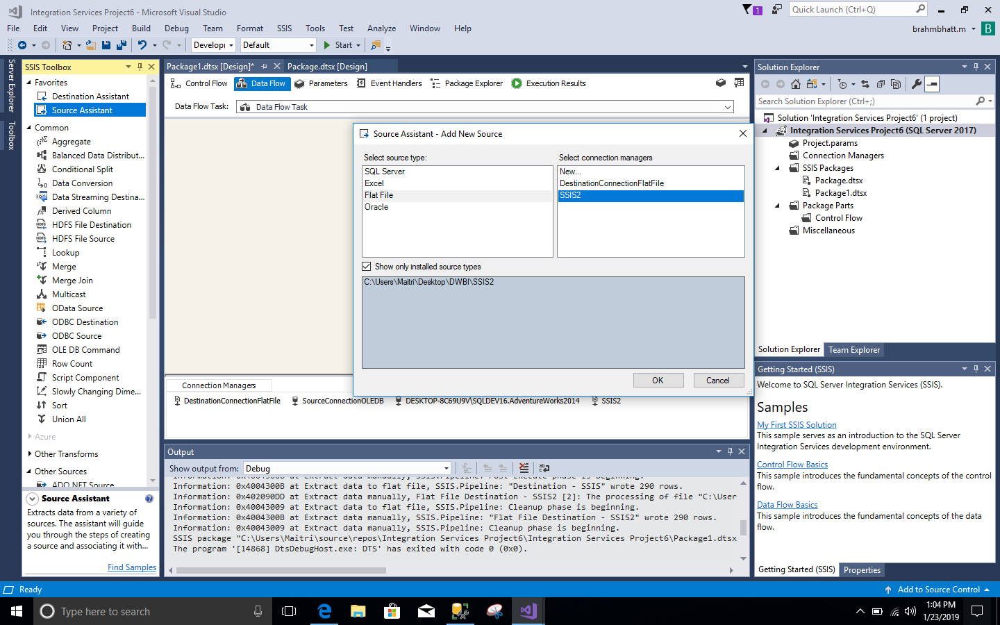 Integration Services Project6 - Microsoft Visual Studio
1
Quick Launch (Ctrl+Q)
File Edit View Project Build Debug Team Format SSIS Tools Test Analyze Window Help
brahmbhatt.m
B
Developi
Default
Start
Server Explorer
Toolbox
SSIS Toolbox
Favorites
Destination Assistant
Source Assistant
Common
Aggregate
Balanced Data Distribut...
Conditional Split
Data Conversion
Data Streaming Destina...
Derived Column
HDFS File Destination
HDFS File Source
Lookup
Merge
Merge Join
Multicast
OData Source
ODBC Destination
ODBC Source
OLE DB Command
Row Count
Script Component
Slowly Changing Dime...
Sort
Union All
Azure
Other Transforms
Other Sources
ADO NET Source
Source Assistant
Extracts data from a variety of
sources. The assistant will guide
you through the steps of creating
a source and associating it with...
Find Samples
Package1.dtsx [Design]*
Package.dtsx [Design]
Control Flow
Data Flow
Parameters
Event Handlers
Package Explorer
Execution Results
Data Flow Task:
Data Flow Task
Source Assistant - Add New Source
Select source type:
SQL Server
Excel
Flat File
Oracle
Select connection managers
New...
DestinationConnectionFlatFile
SSIS2
Show only installed source types
C:\Users\Maitri\Desktop\DWBI\SSIS2
OK
Cancel
Connection Managers
DestinationConnectionFlatFile
SourceConnectionOLEDB
DESKTOP-8C69U9V\SQLDEV16.AdventureWorks2014
SSIS2
Output
Show output from:
Debug
Information: 0x4004300B at Extract data manually, SSIS.Pipeline: Post Execute phase is beginning.
Information: 0x4004300B at Extract data to flat file, SSIS.Pipeline: "Destination - SSIS" wrote 290 rows.
Information: 0x402090DD at Extract data manually, Flat File Destination - SSIS2 [2]: The processing of file "C:\User
Information: 0x40043009 at Extract data to flat file, SSIS.Pipeline: Cleanup phase is beginning.
Information: 0x4004300B at Extract data manually, SSIS.Pipeline: "Flat File Destination - SSIS2" wrote 290 rows.
Information: 0x40043009 at Extract data manually, SSIS.Pipeline: Cleanup phase is beginning.
SSIS package "C:\Users\Maitri\source\repos\Integration Services Project6\Integration Services Project6\Package1.dtsx
The program '[14868] DtsDebugHost.exe: DTS' has exited with code 0 (0x0).
Solution Explorer
Search Solution Explorer (Ctrl+;)
Solution 'Integration Services Project6' (1 project)
Integration Services Project6 (SQL Server 2017)
Project.params
Connection Managers
SSIS Packages
Package.dtsx
Package1.dtsx
Package Parts
Control Flow
Miscellaneous
Solution Explorer
Team Explorer
Getting Started (SSIS)
Welcome to SQL Server Integration Services (SSIS).
Samples
My First SSIS Solution
This sample serves as an introduction to the SQL Server
Integration Services development environment.
Control Flow Basics
This sample introduces the fundamental concepts of the control
flow.
Data Flow Basics
This sample introduces the fundamental concepts of the data
flow.
Getting Started (SSIS)
Properties
Ready
Add to Source Control
Type here to search
1:04 PM
1/23/2019